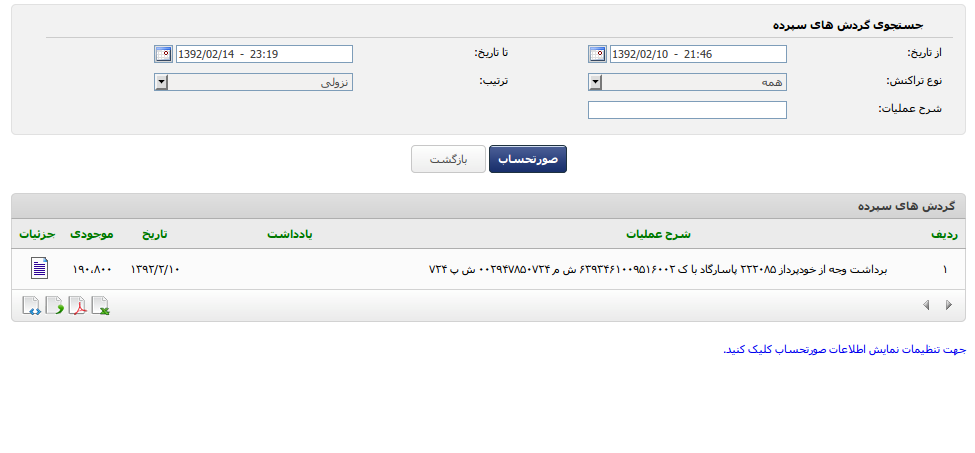 جستجوی گردش های سپرده
از تاریخ: 1392/02/10 - 21:46 تا تاریخ: 1392/02/14 - 23:19
نوع تراکنش: همه ترتیب: نزولی
شرح عملیات:
صورتحساب بازگشت
گردش های سپرده
ردیف شرح عملیات یادداشت تاریخ موجودی جزئیات
۱ برداشت وجه از خودپرداز ۲۲۲۰۸۵ پاسارگاد با ک ۶۳۹۳۴۶۱۰۰۹۵۱۶۰۰۲ ش م ۰۰۲۹۴۷۸۵۰۷۲۴ ش پ ۷۲۴ ۱۳۹۲/۲/۱۰ ۱۹۰،۸۰۰
جهت تنظیمات نمایش اطلاعات صورتحساب کلیک کنید.